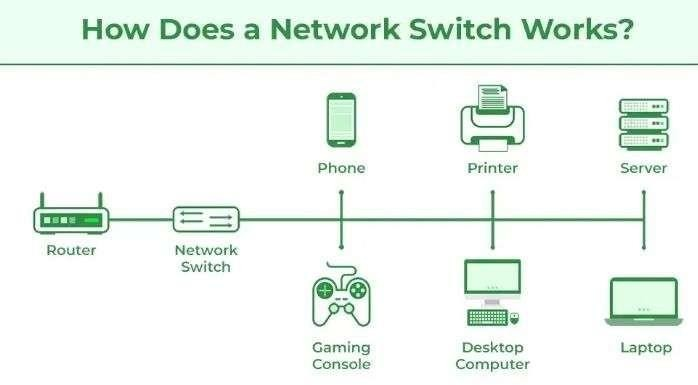 How Does a Network Switch Works?
Phone
Printer
Server
Router
Network
Switch
Gaming
Console
Desktop
Computer
Laptop